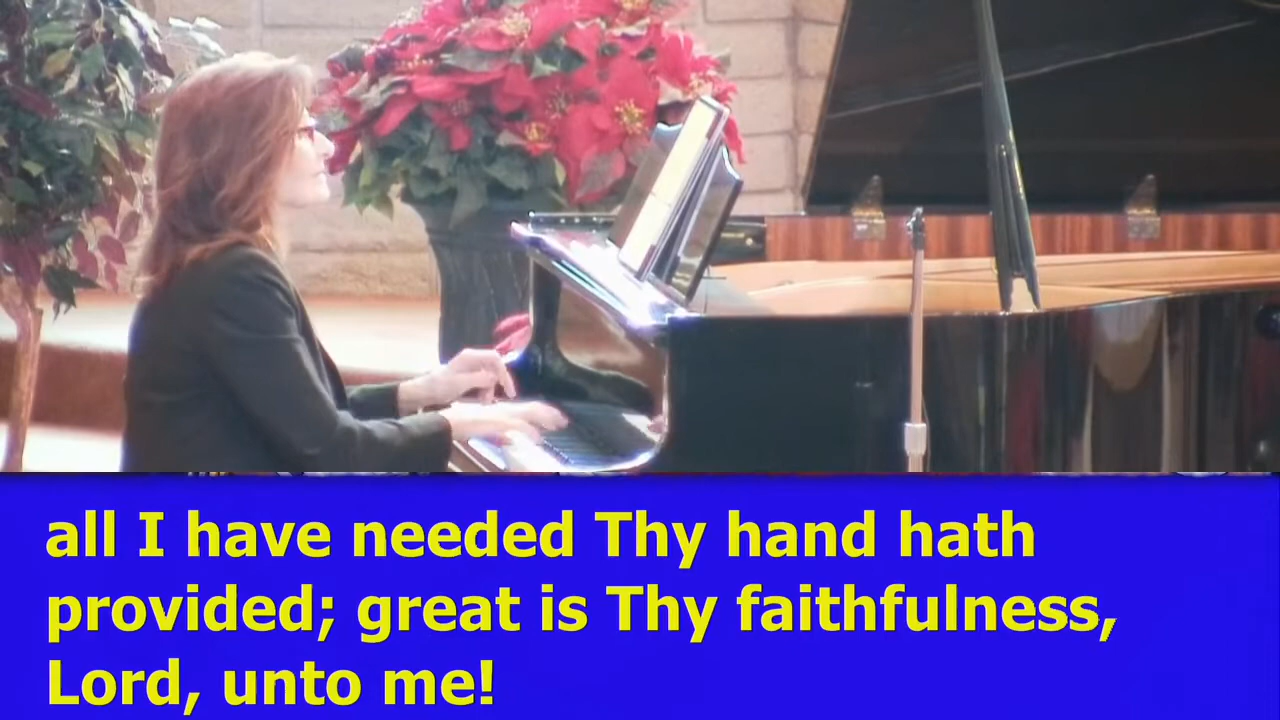 all I have needed Thy hand hath
provided; great is Thy faithfulness,
Lord, unto me!